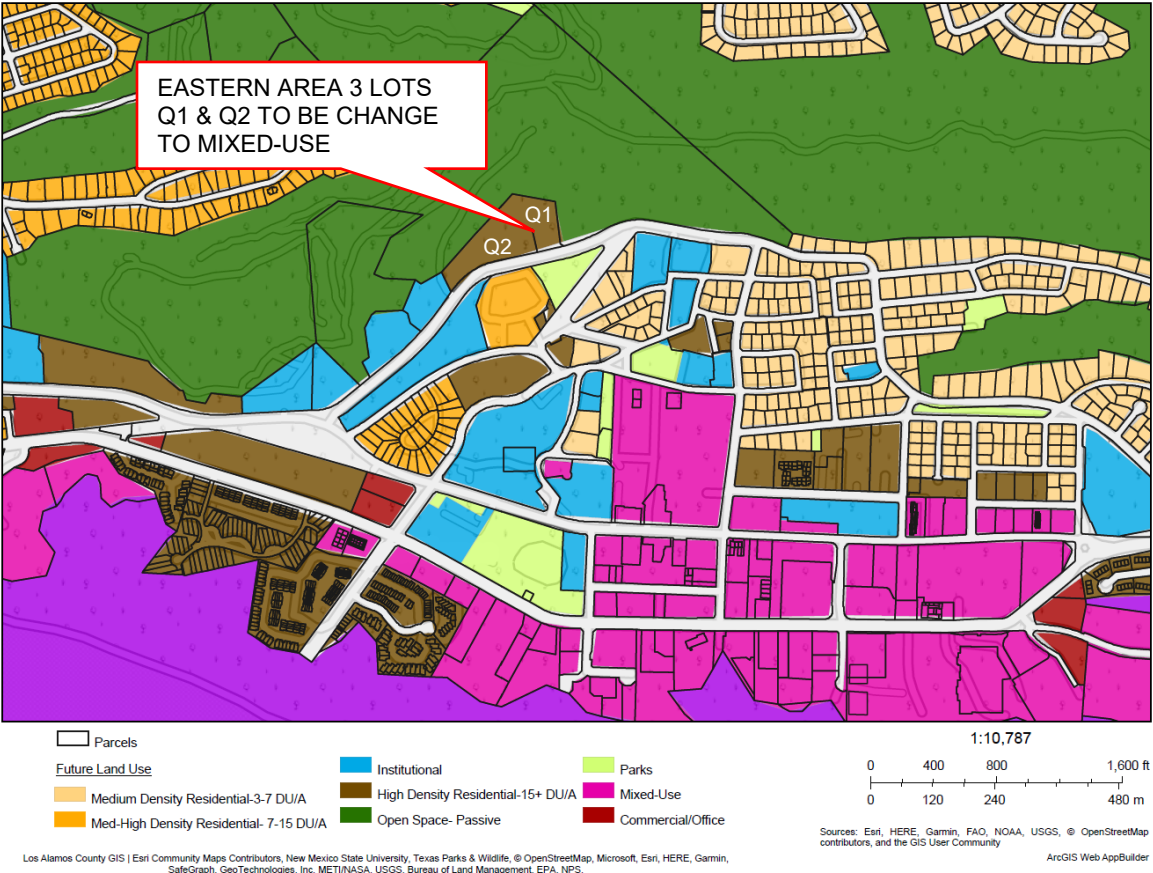 EASTERN AREA 3 LOTS
Q1 & Q2 TO BE CHANGE
TO MIXED-USE
Q1
Q2
Parcels
Future Land Use
Medium Density Residential-3-7 DU/A
Med-High Density Residential- 7-15 DU/A
Institutional
High Density Residential-15+ DU/A
Open Space- Passive
Parks
Mixed-Use
Commercial/Office
1:10,787
0 400 800 1,600 ft
0 120 240 480 m
Sources: Esri, HERE, Garmin, FAO, NOAA, USGS, © OpenStreetMap
contributors, and the GIS User Community
ArcGIS Web AppBuilder
Los Alamos County GIS | Esri Community Maps Contributors, New Mexico State University, Texas Parks & Wildlife, © OpenStreetMap, Microsoft, Esri, HERE, Garmin,
SafeGraph, GeoTechnologies, Inc, METI/NASA, USGS, Bureau of Land Management, EPA, NPS,